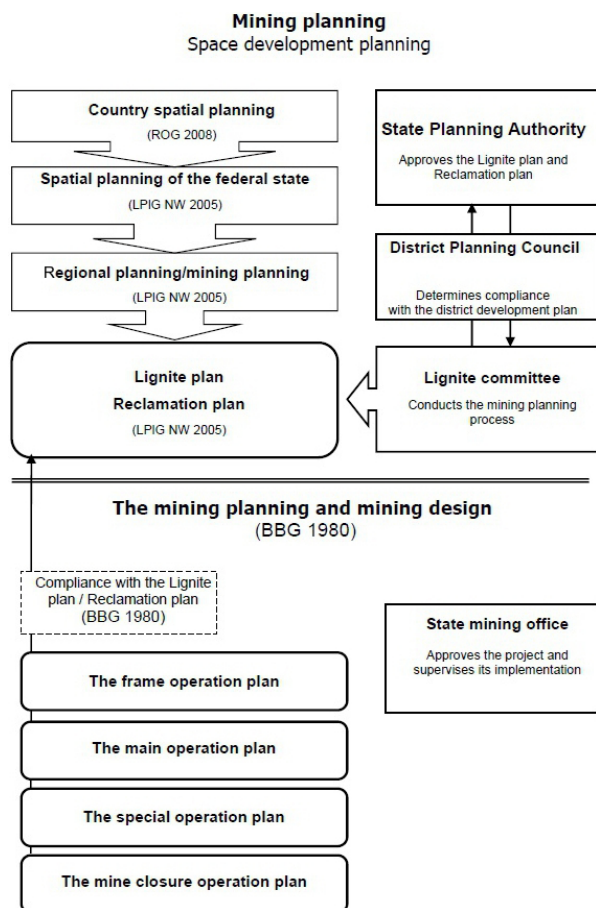 Mining planning
Space development planning
Country spatial planning
(ROG 2008)
Spatial planning of the federal state
(LPIG NW 2005)
Regional planning/mining planning
(LPIG NW 2005)
Lignite plan
Reclamation plan
(LPIG NW 2005)
State Planning Authority
Approves the Lignite plan and
Reclamation plan
District Planning Council
Determines compliance
with the district development plan
Lignite committee
Conducts the mining planning
process
The mining planning and mining design
(BBG 1980)
Compliance with the Lignite
plan / Reclamation plan
(BBG 1980)
State mining office
Approves the project and
supervises its implementation
The frame operation plan
The main operation plan
The special operation plan
The mine closure operation plan